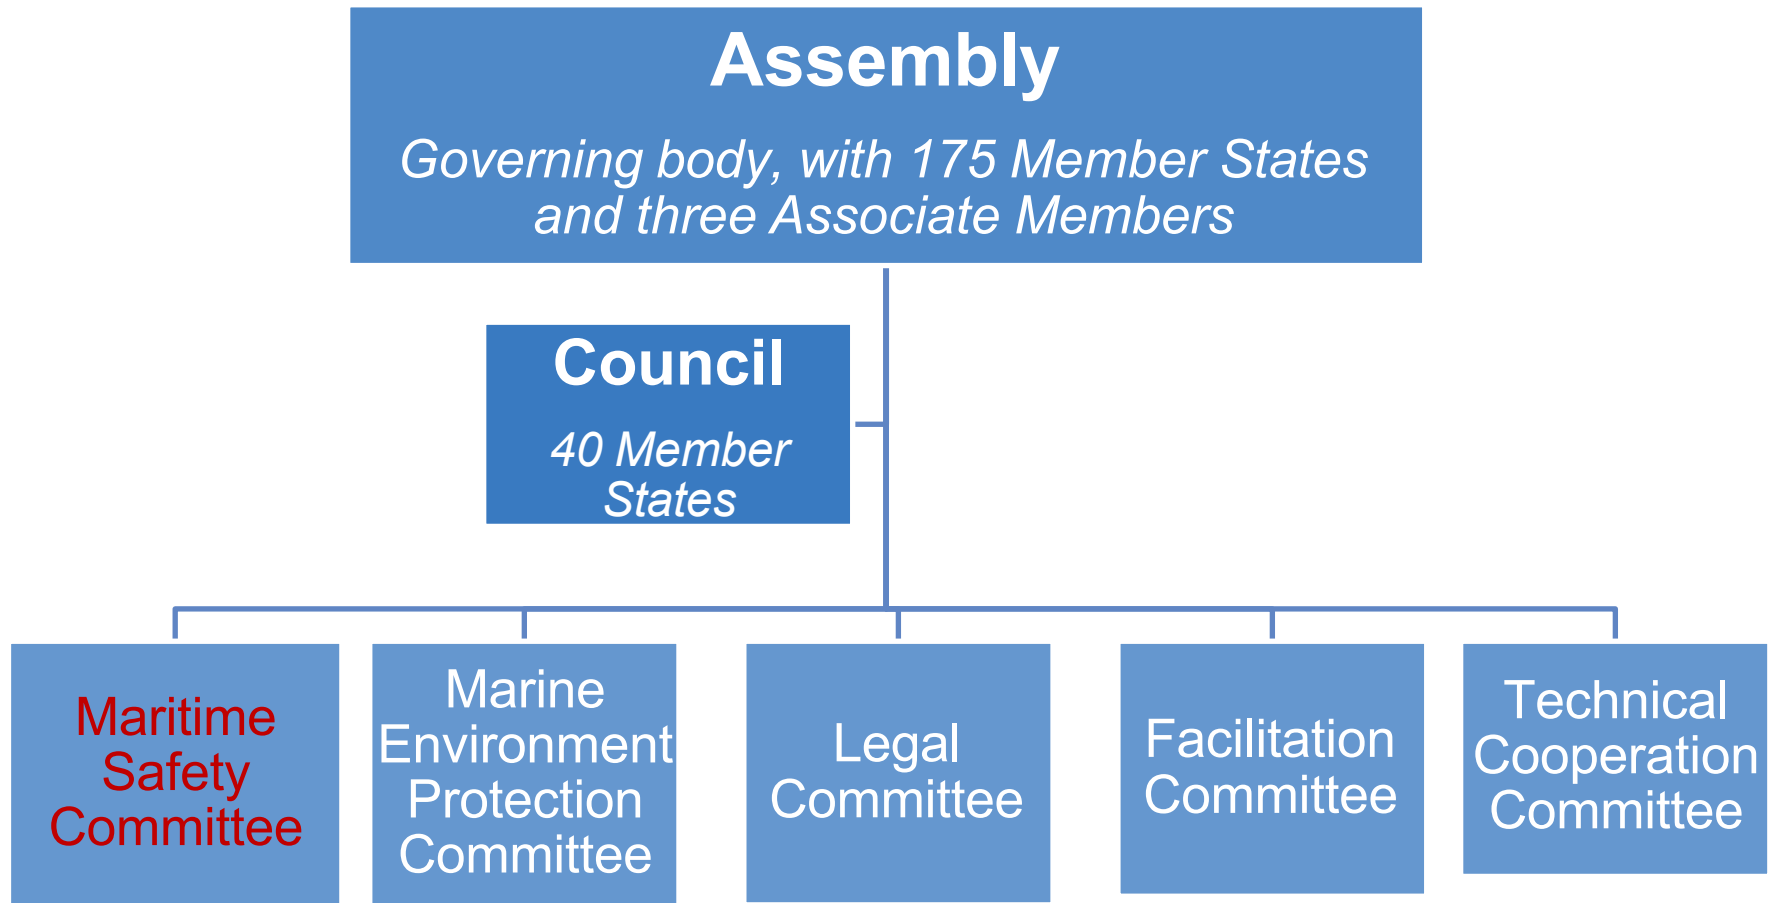 Assembly
Governing body, with 175 Member States
and three Associate Members
Council
40 Member
States
Maritime
Safety
Committee
Marine
Environment
Protection
Committee
Legal
Committee
Facilitation
Committee
Technical
Cooperation
Committee